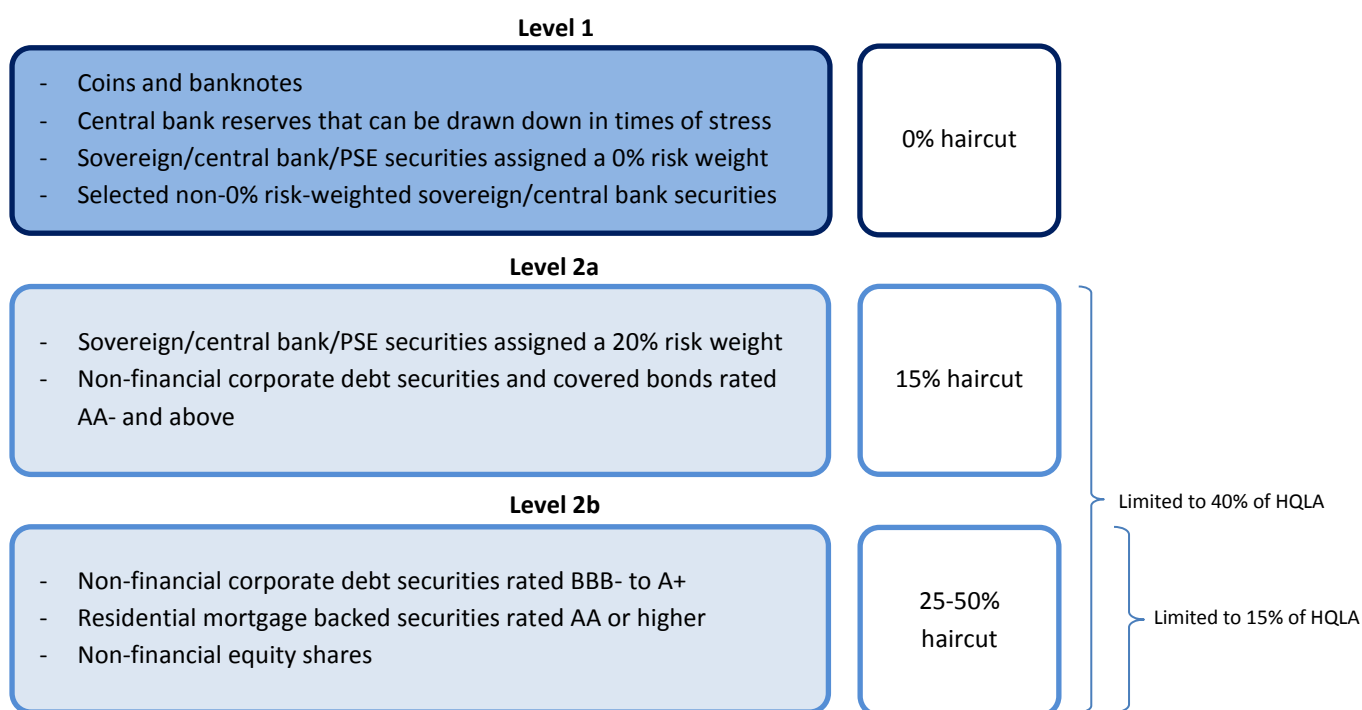 Level 1
- Coins and banknotes
- Central bank reserves that can be drawn down in times of stress
- Sovereign/central bank/PSE securities assigned a 0% risk weight
- Selected non-0% risk-weighted sovereign/central bank securities
0% haircut
Level 2a
- Sovereign/central bank/PSE securities assigned a 20% risk weight
- Non-financial corporate debt securities and covered bonds rated
AA- and above
15% haircut
Limited to 40% of HQLA
Level 2b
- Non-financial corporate debt securities rated BBB- to A+
- Residential mortgage backed securities rated AA or higher
- Non-financial equity shares
25-50%
haircut
Limited to 15% of HQLA